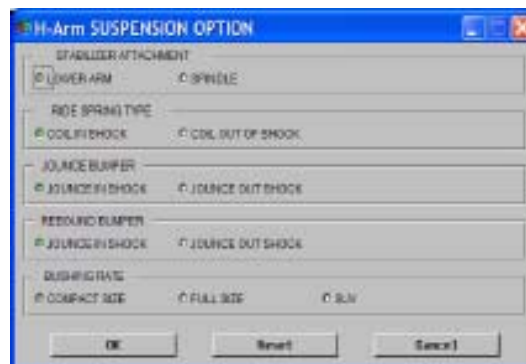 H-Arm SUSPENSION OPTION
STABILIZER ATTACHMENT
LOWER ARM SPINDLE
RIDE SPRING TYPE
COIL IN SHOCK COIL OUT OF SHOCK
JOUNCE BUMPER
JOUNCE IN SHOCK JOUNCE OUT SHOCK
REBOUND BUMPER
JOUNCE IN SHOCK JOUNCE OUT SHOCK
BUSHING RATE
COMPACT SIZE FULL SIZE SUV
OK Reset Cancel